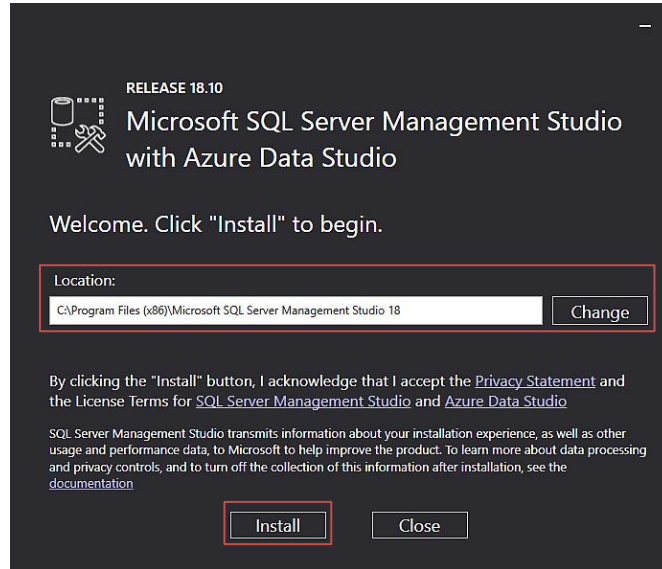 RELEASE 18.10
Microsoft SQL Server Management Studio
with Azure Data Studio
Welcome. Click "Install" to begin.
Location:
C:\Program Files (x86)\Microsoft SQL Server Management Studio 18
Change
By clicking the "Install" button, I acknowledge that I accept the Privacy Statement and
the License Terms for SQL Server Management Studio and Azure Data Studio
SQL Server Management Studio transmits information about your installation experience, as well as other
usage and performance data, to Microsoft to help improve the product. To learn more about data processing
and privacy controls, and to turn off the collection of this information after installation, see the
documentation
Install
Close